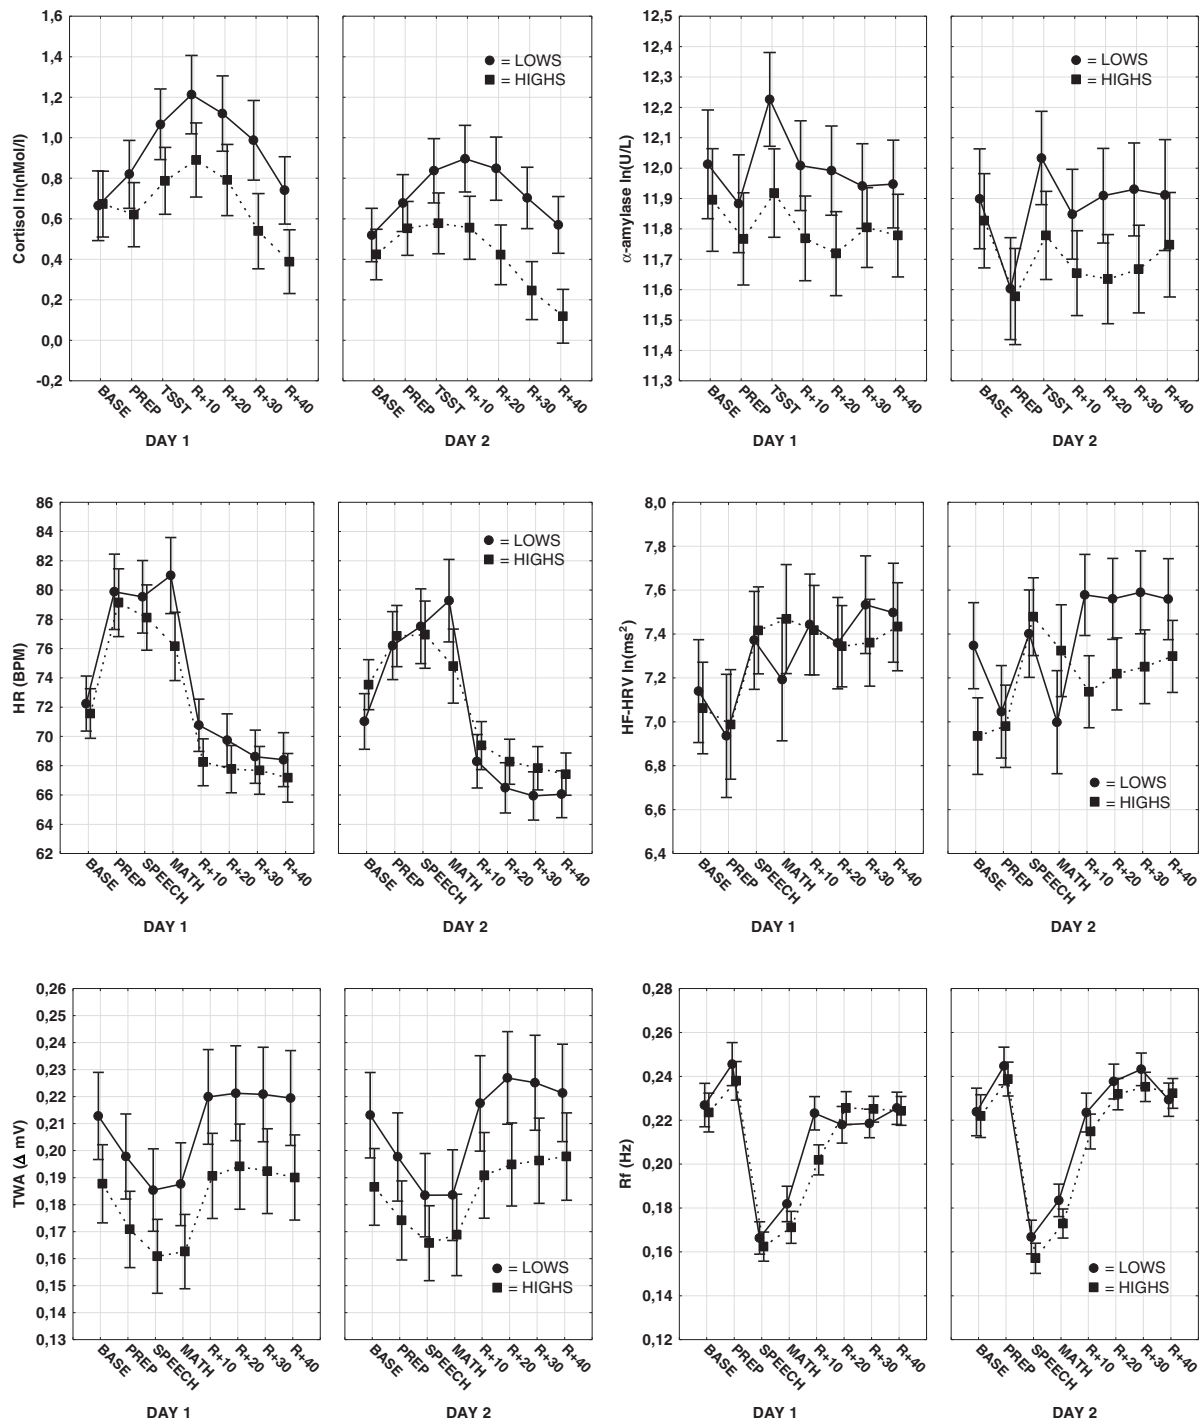 Cortisol ln(nMol/l)
1,6
1,4
1,2
1,0
0,8
0,6
0,4
0,2
0,0
-0,2
BASE PREP TSST R+10 R+20 R+30 R+40
DAY 1
= LOWS
= HIGHS
BASE PREP TSST R+10 R+20 R+30 R+40
DAY 2
α-amylase ln(U/L)
12,5
12,4
12,3
12,2
12,1
12,0
11,9
11,8
11,7
11,6
11,5
11,4
11,3
BASE PREP TSST R+10 R+20 R+30 R+40
DAY 1
= LOWS
= HIGHS
BASE PREP TSST R+10 R+20 R+30 R+40
DAY 2
HR (BPM)
86
84
82
80
78
76
74
72
70
68
66
64
62
BASE PREP SPEECH MATH R+10 R+20 R+30 R+40
DAY 1
= LOWS
= HIGHS
BASE PREP SPEECH MATH R+10 R+20 R+30 R+40
DAY 2
HF-HRV ln(ms²)
8,0
7,8
7,6
7,4
7,2
7,0
6,8
6,6
6,4
BASE PREP SPEECH MATH R+10 R+20 R+30 R+40
DAY 1
= LOWS
= HIGHS
BASE PREP SPEECH MATH R+10 R+20 R+30 R+40
DAY 2
TWA (Δ mV)
0,26
0,25
0,24
0,23
0,22
0,21
0,20
0,19
0,18
0,17
0,16
0,15
0,14
0,13
BASE PREP SPEECH MATH R+10 R+20 R+30 R+40
DAY 1
= LOWS
= HIGHS
BASE PREP SPEECH MATH R+10 R+20 R+30 R+40
DAY 2
Rf (Hz)
0,28
0,26
0,24
0,22
0,20
0,18
0,16
0,14
0,12
BASE PREP SPEECH MATH R+10 R+20 R+30 R+40
DAY 1
= LOWS
= HIGHS
BASE PREP SPEECH MATH R+10 R+20 R+30 R+40
DAY 2